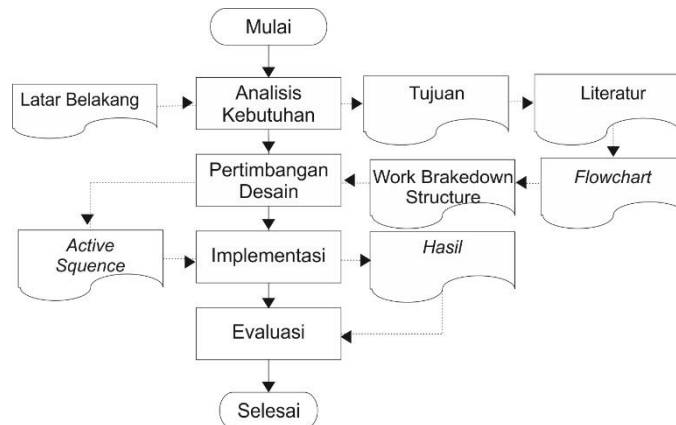 Mulai
Latar Belakang
Analisis
Kebutuhan
Tujuan
Literatur
Pertimbangan
Desain
Work Brakedown
Structure
Flowchart
Active
Squence
Implementasi
Hasil
Evaluasi
Selesai